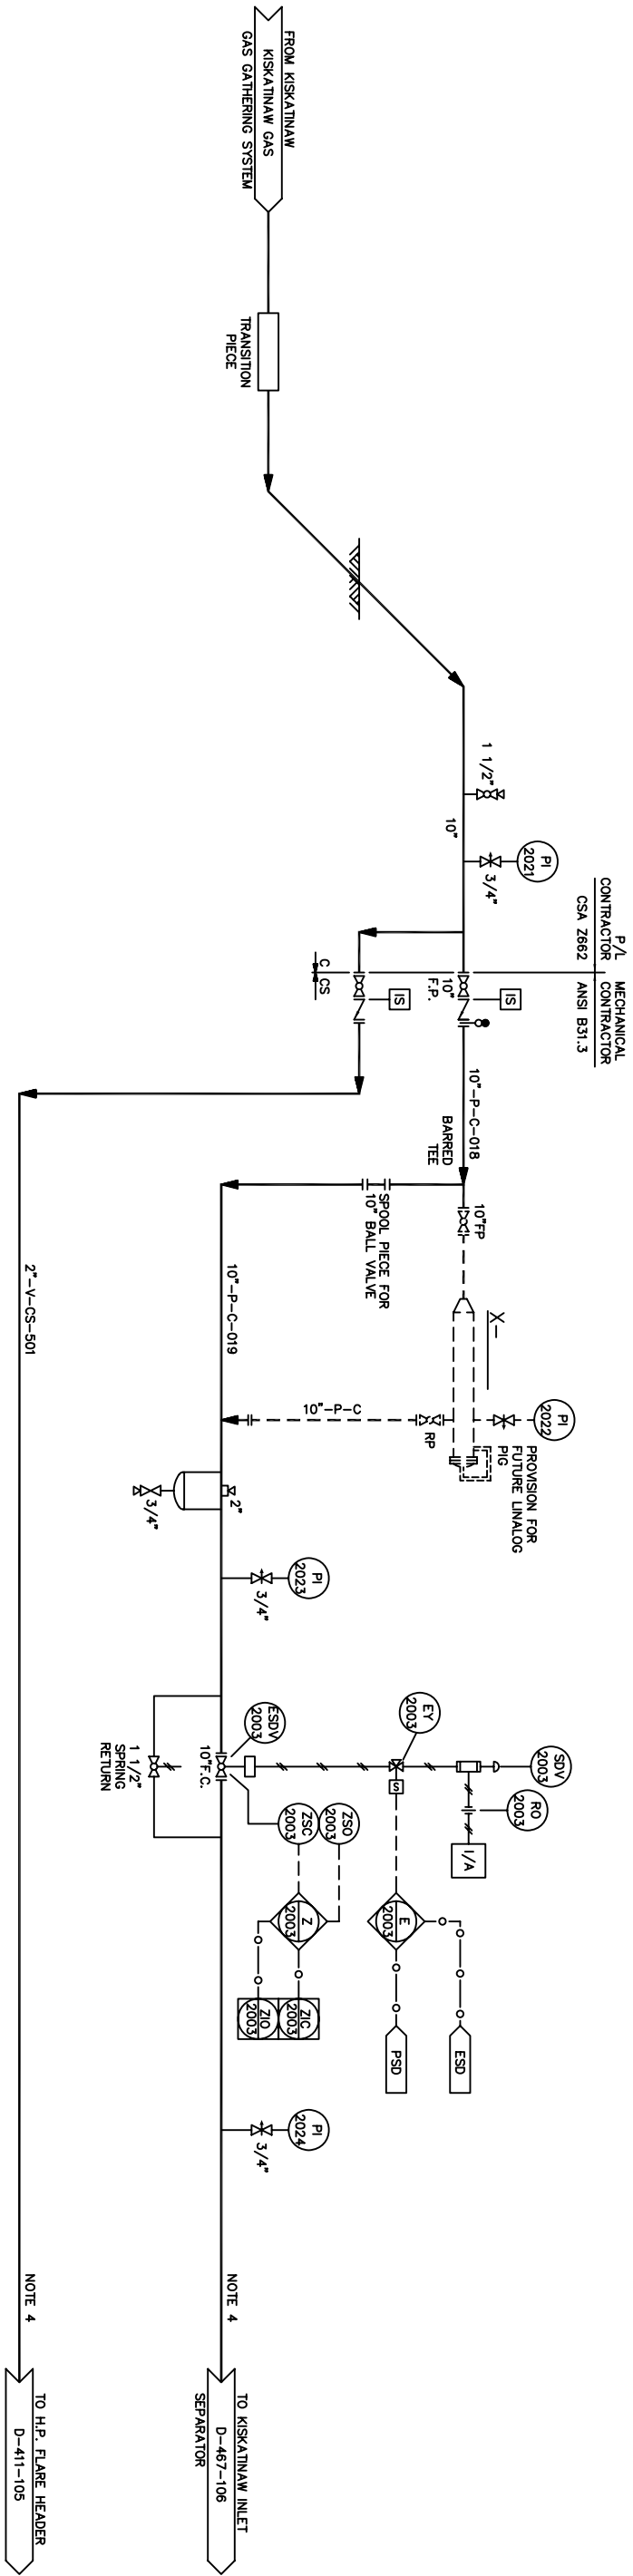 FROM KISKATINAW
GAS GATHERING SYSTEM
KISKATINAW GAS
TRANSITION
PIECE
1 1/2"
10"
PI
2021
3/4"
P/L
CONTRACTOR
CSA Z662
MECHANICAL
CONTRACTOR
ANSI B31.3
C
CS
10"
F.P.
IS
IS
10"-P-C-018
BARRED
TEE
10"FP
SPOOL PIECE FOR
10" BALL VALVE
X-
PROVISION FOR
FUTURE LINALOG
PIG
PI
2022
RP
10"-P-C
10"-P-C-019
2"-V-CS-501
2"
3/4"
PI
2023
3/4"
ESDV
2003
10"F.C.
1 1/2"
SPRING
RETURN
EY
2003
S
SDV
2003
RO
2003
I/A
ZSO
2003
ZSC
2003
Z
2003
E
2003
ZIC
2003
ZIO
2003
ESD
PSD
PI
2024
3/4"
NOTE 4
TO KISKATINAW INLET
SEPARATOR
D-467-106
NOTE 4
TO H.P. FLARE HEADER
D-411-105